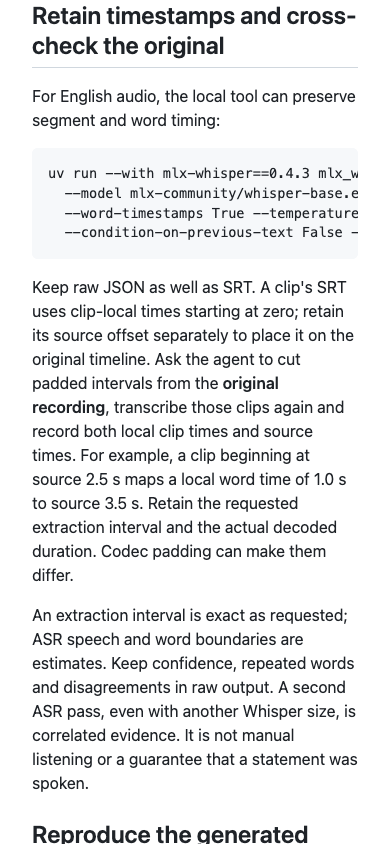 Retain timestamps and cross-
check the original
For English audio, the local tool can preserve
segment and word timing:
uv run --with mlx-whisper==0.4.3 mlx_w
--model mlx-community/whisper-base.e
--word-timestamps True --temperature
--condition-on-previous-text False -
Keep raw JSON as well as SRT. A clip's SRT
uses clip-local times starting at zero; retain
its source offset separately to place it on the
original timeline. Ask the agent to cut
padded intervals from the original
recording, transcribe those clips again and
record both local clip times and source
times. For example, a clip beginning at
source 2.5 s maps a local word time of 1.0 s
to source 3.5 s. Retain the requested
extraction interval and the actual decoded
duration. Codec padding can make them
differ.
An extraction interval is exact as requested;
ASR speech and word boundaries are
estimates. Keep confidence, repeated words
and disagreements in raw output. A second
ASR pass, even with another Whisper size, is
correlated evidence. It is not manual
listening or a guarantee that a statement was
spoken.
Reproduce the generated